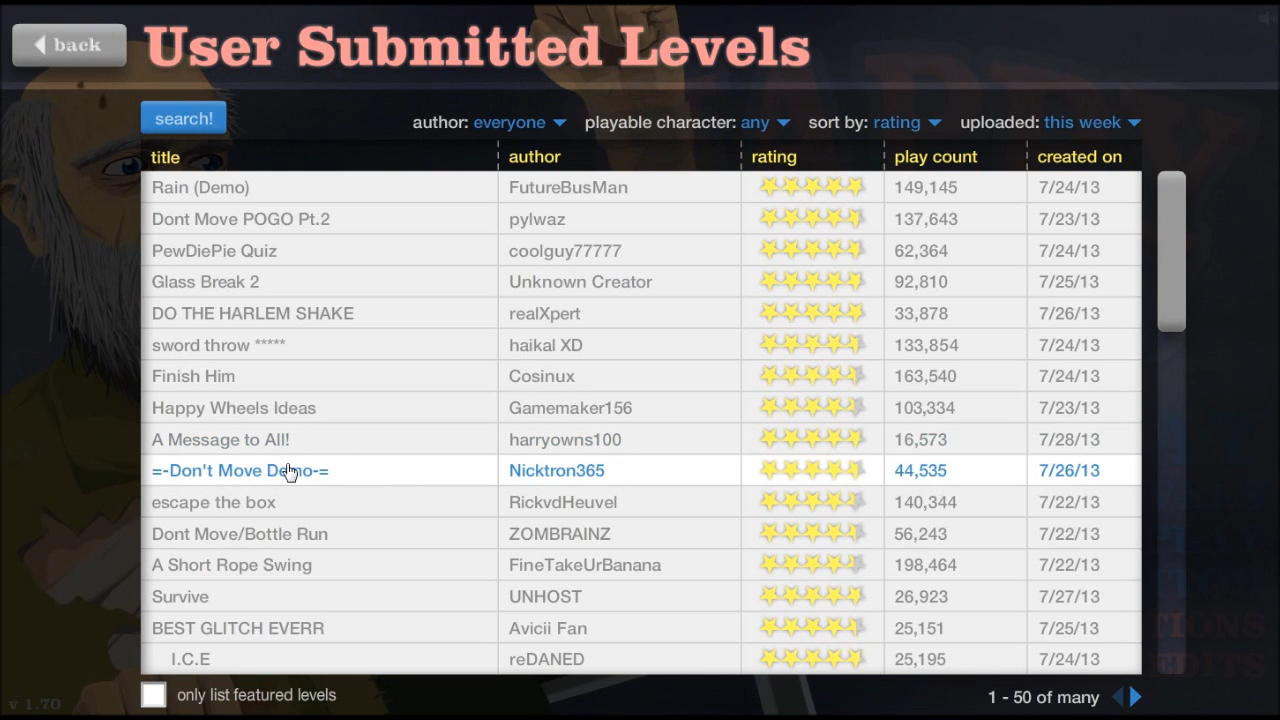 back
User Submitted Levels
search!
author: everyone playable character: any sort by: rating uploaded: this week
title author rating play count created on
Rain (Demo) FutureBusMan 149,145 7/24/13
Dont Move POGO Pt.2 pylwaz 137,643 7/23/13
PewDiePie Quiz coolguy77777 62,364 7/24/13
Glass Break 2 Unknown Creator 92,810 7/25/13
DO THE HARLEM SHAKE realXpert 33,878 7/26/13
sword throw ***** haikal XD 133,854 7/24/13
Finish Him Cosinux 163,540 7/24/13
Happy Wheels Ideas Gamemaker156 103,334 7/23/13
A Message to All! harryowns100 16,573 7/28/13
=-Don't Move Demo-= Nicktron365 44,535 7/26/13
escape the box RickvdHeuvel 140,344 7/22/13
Dont Move/Bottle Run ZOMBRAINZ 56,243 7/22/13
A Short Rope Swing FineTakeUrBanana 198,464 7/22/13
Survive UNHOST 26,923 7/27/13
BEST GLITCH EVERR Avicii Fan 25,151 7/25/13
I.C.E reDANED 25,195 7/24/13
only list featured levels
1 - 50 of many
v 1.70